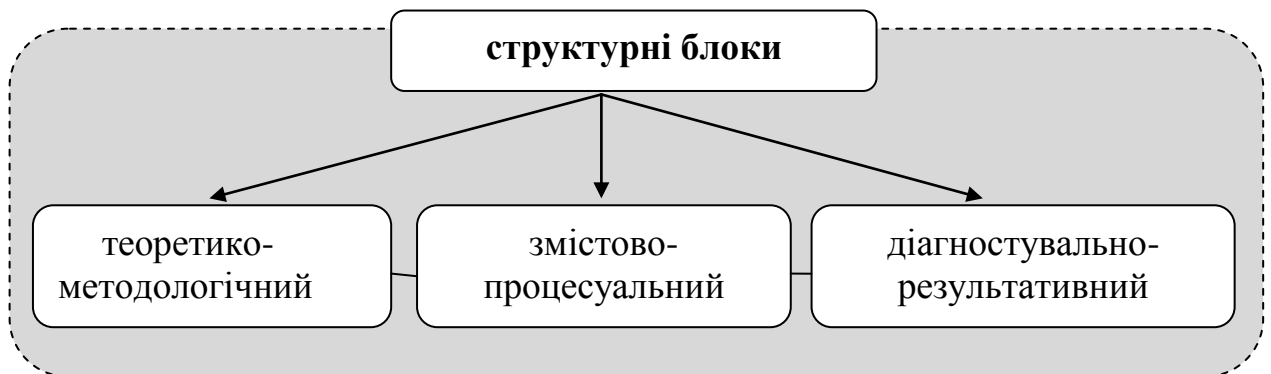 структурні блоки
теоретико-
методологічний
змістово-
процесуальний
діагностувально-
результативний